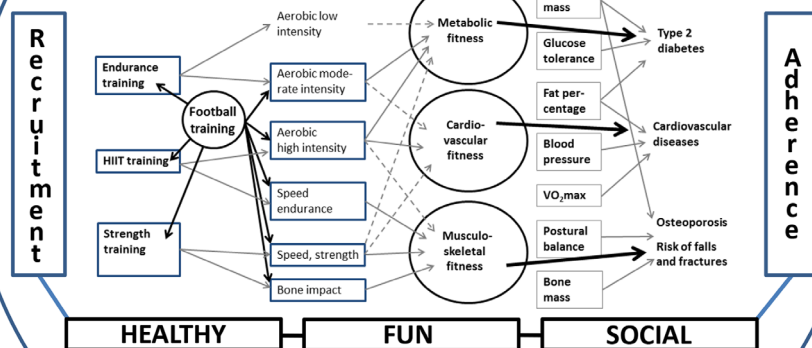 Recruitment
Endurance
training
HIIT training
Strength
training
Football
training
Aerobic low
intensity
Aerobic mode-
rate intensity
Aerobic
high intensity
Speed
endurance
Speed, strength
Bone impact
Metabolic
fitness
Cardio-
vascular
fitness
Musculo-
skeletal
fitness
mass
Glucose
tolerance
Fat per-
centage
Blood
pressure
VO₂max
Postural
balance
Bone
mass
Type 2
diabetes
Cardiovascular
diseases
Osteoporosis
Risk of falls
and fractures
Adherence
HEALTHY
FUN
SOCIAL